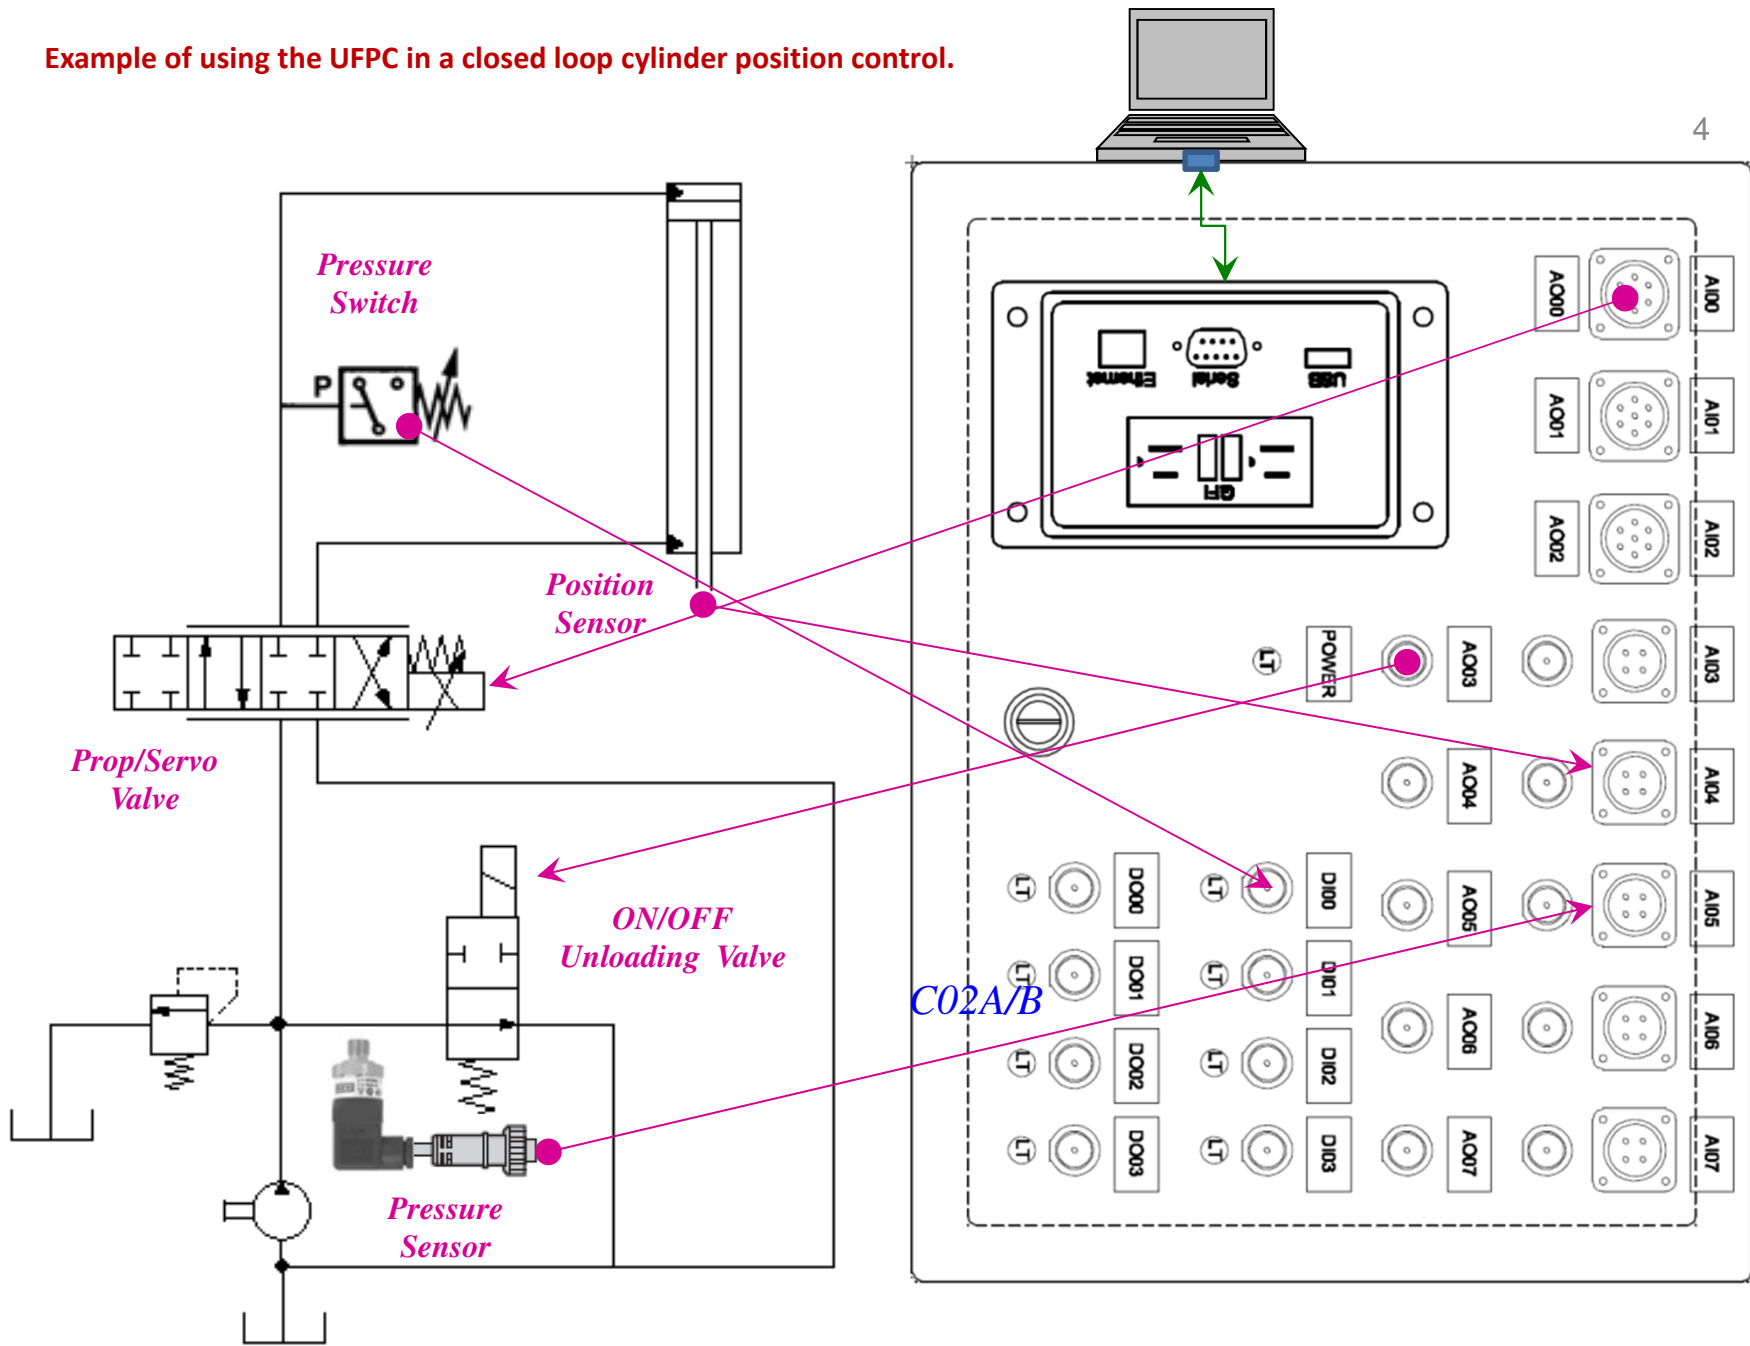 Example of using the UFPC in a closed loop cylinder position control.
4
Pressure
Switch
P
Position
Sensor
Prop/Servo
Valve
ON/OFF
Unloading Valve
Pressure
Sensor
C02A/B
Ethernet
Serial
USB
GFI
AO00
AI00
AO01
AI01
AO02
AI02
LT
POWER
AO03
AI03
AO04
AI04
LT
DO00
LT
DI00
AO05
AI05
LT
DO01
LT
DI01
AO06
AI06
LT
DO02
LT
DI02
LT
DO03
LT
DI03
AO07
AI07